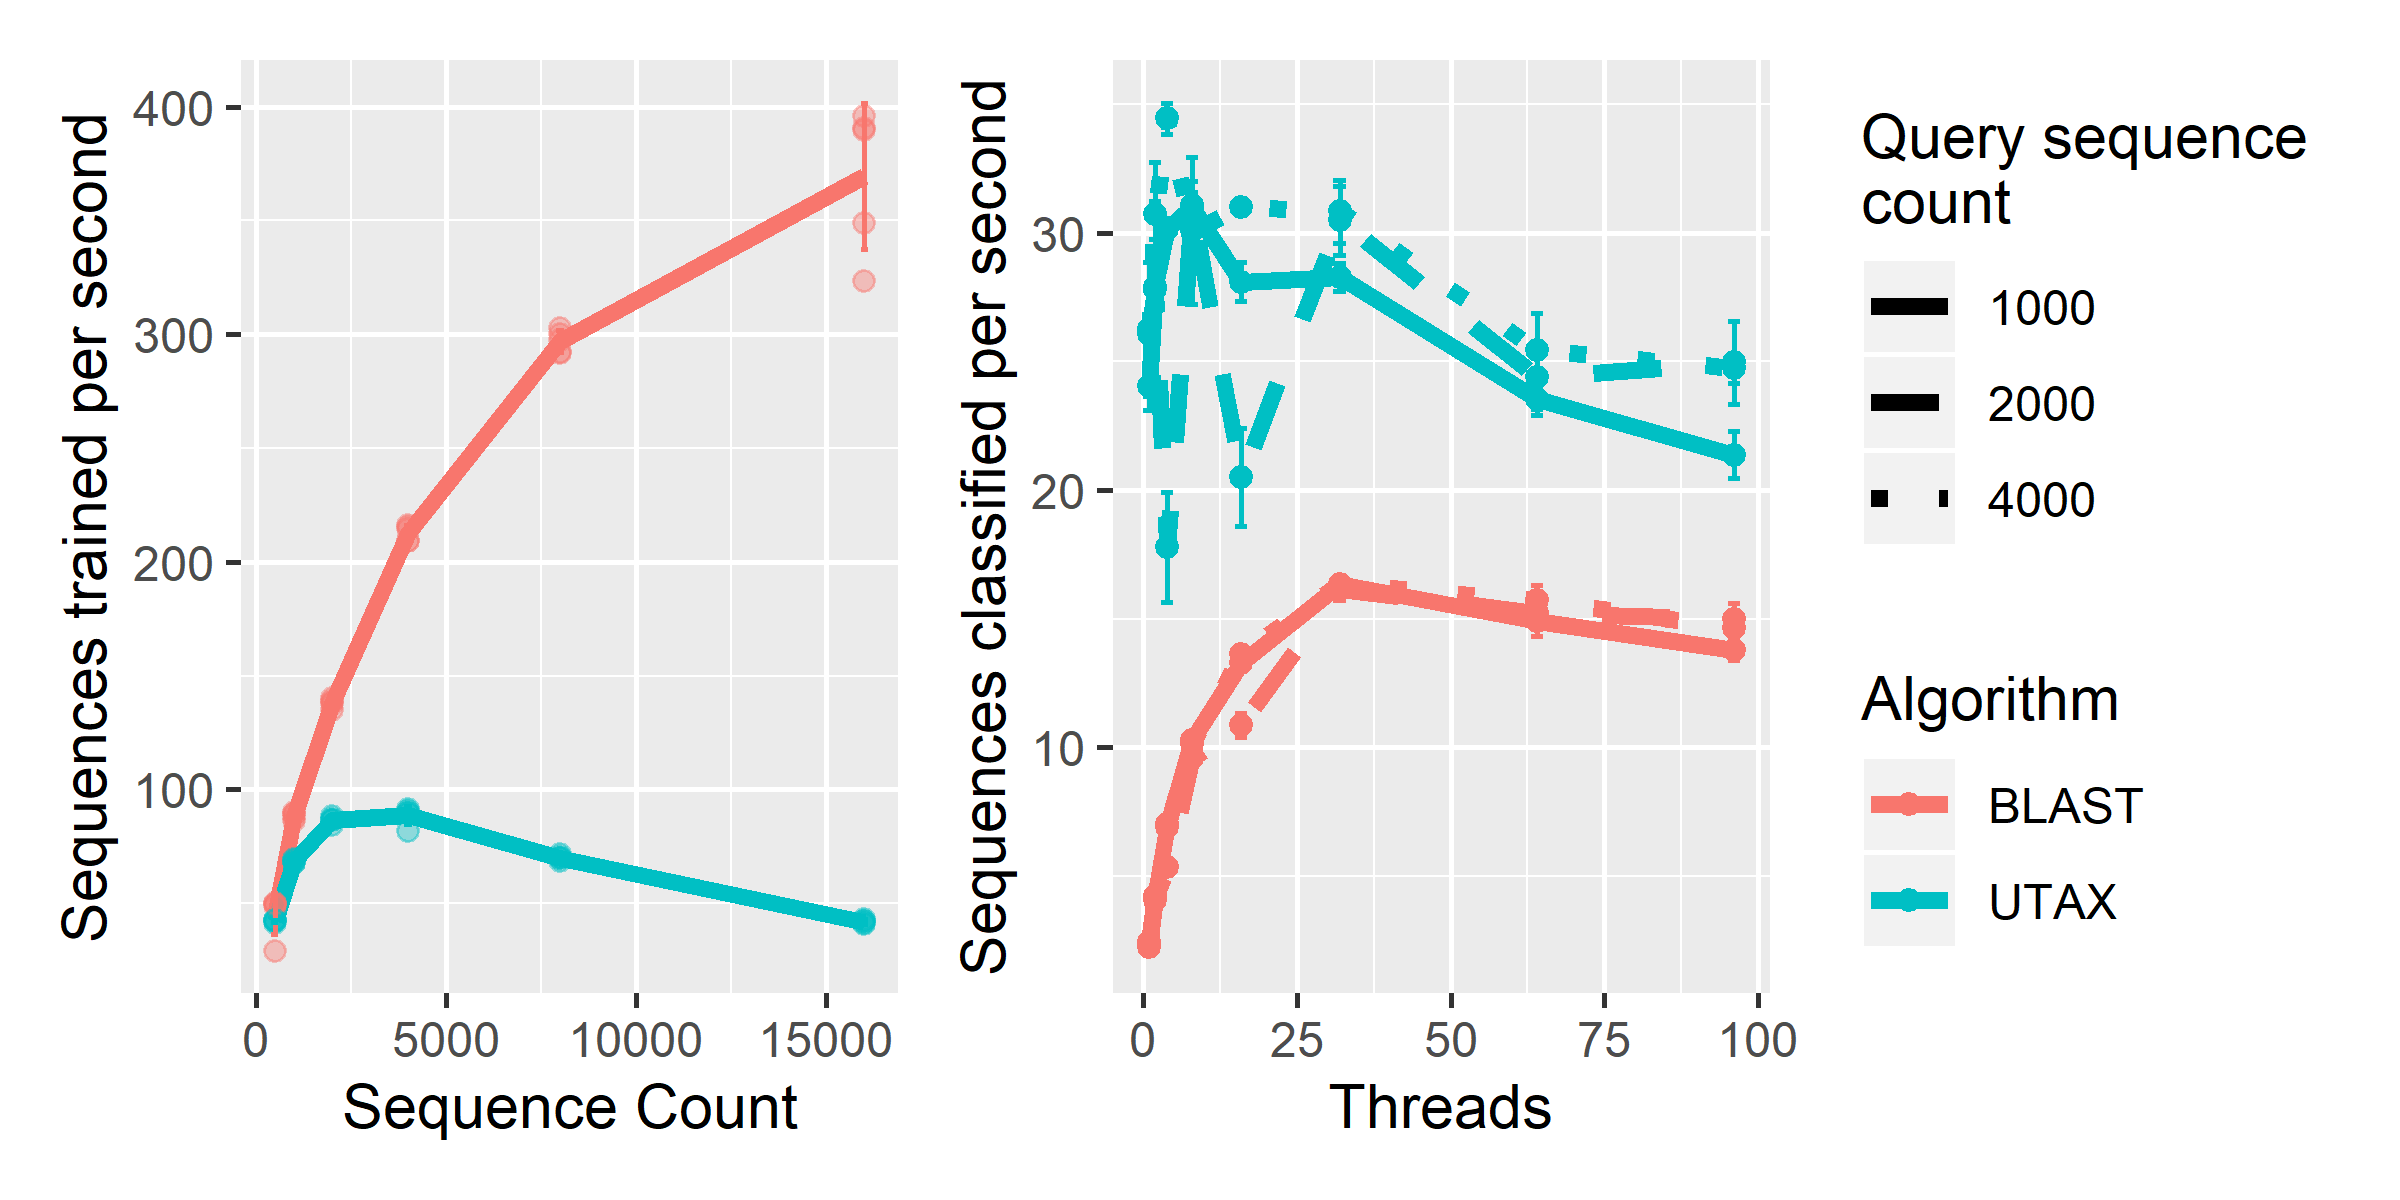 Sequences trained per second
400
300
200
100
0
5000
10000
15000
Sequence Count
Sequences classified per second
30
20
10
0
25
50
75
100
Threads
Query sequence
count
1000
2000
4000
Algorithm
BLAST
UTAX